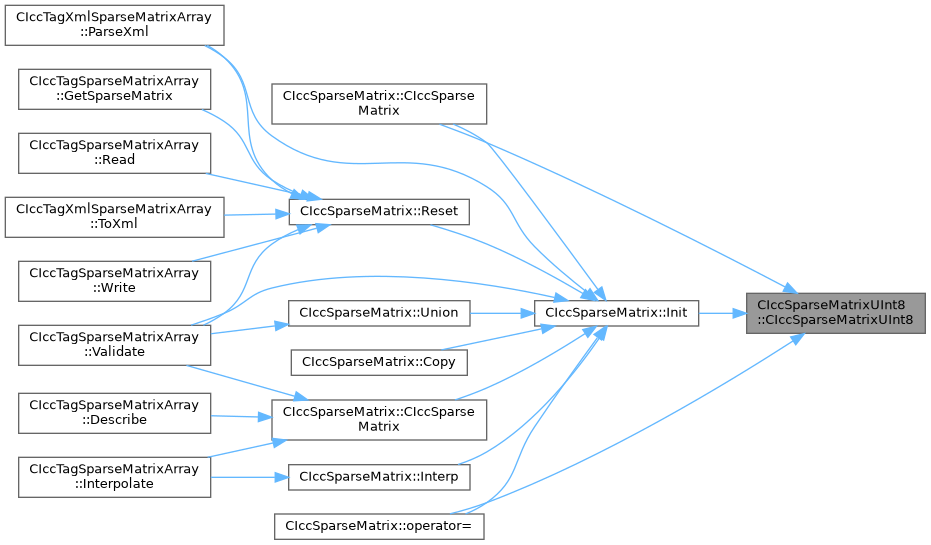 CIccTagXmlSparseMatrixArray
::ParseXml
CIccTagSparseMatrixArray
::GetSparseMatrix
CIccTagSparseMatrixArray
::Read
CIccTagXmlSparseMatrixArray
::ToXml
CIccTagSparseMatrixArray
::Write
CIccTagSparseMatrixArray
::Validate
CIccTagSparseMatrixArray
::Describe
CIccTagSparseMatrixArray
::Interpolate
CIccSparseMatrix::CIccSparse
Matrix
CIccSparseMatrix::Reset
CIccSparseMatrix::Union
CIccSparseMatrix::Copy
CIccSparseMatrix::CIccSparse
Matrix
CIccSparseMatrix::Interp
CIccSparseMatrix::operator=
CIccSparseMatrix::Init
CIccSparseMatrixUInt8
::CIccSparseMatrixUInt8